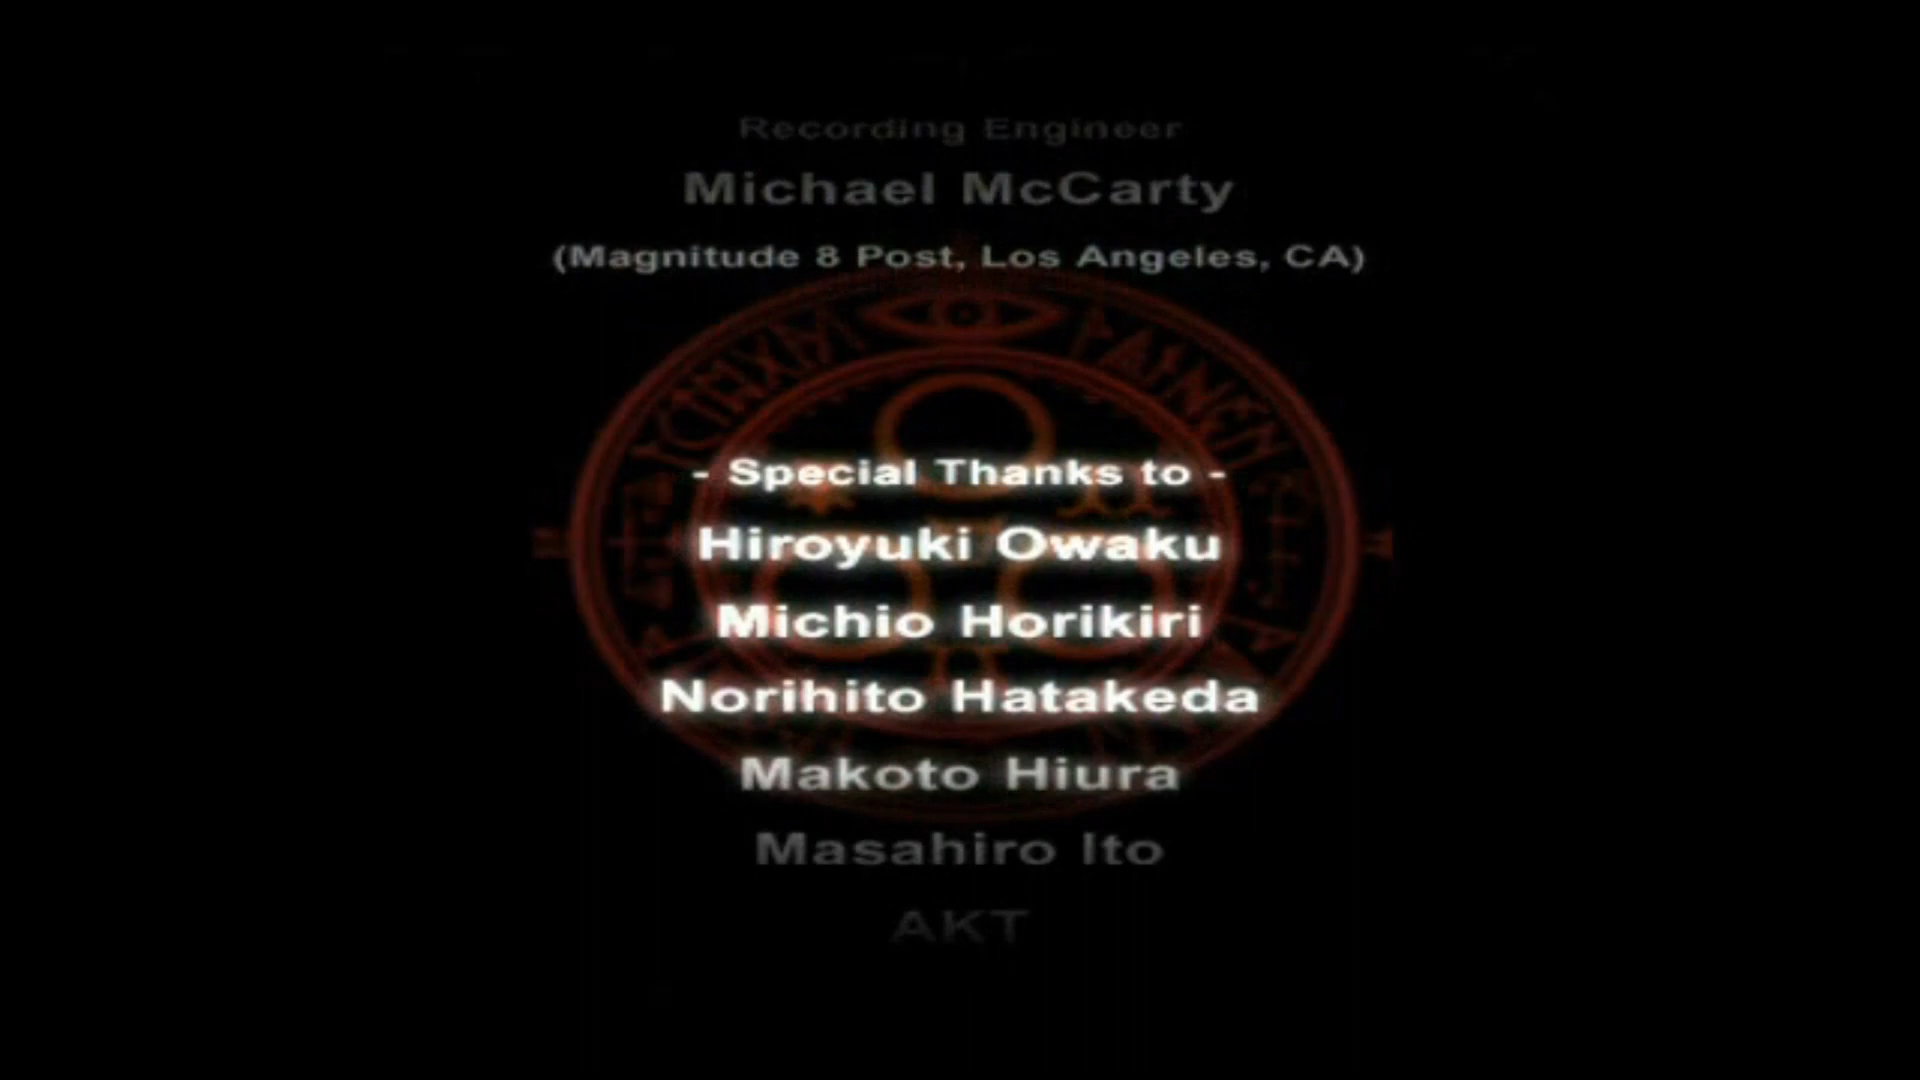 Recording Engineer
Michael McCarty
(Magnitude 8 Post, Los Angeles, CA)
- Special Thanks to -
Hiroyuki Owaku
Michio Horikiri
Norihito Hatakeda
Makoto Hiura
Masahiro Ito
AKT